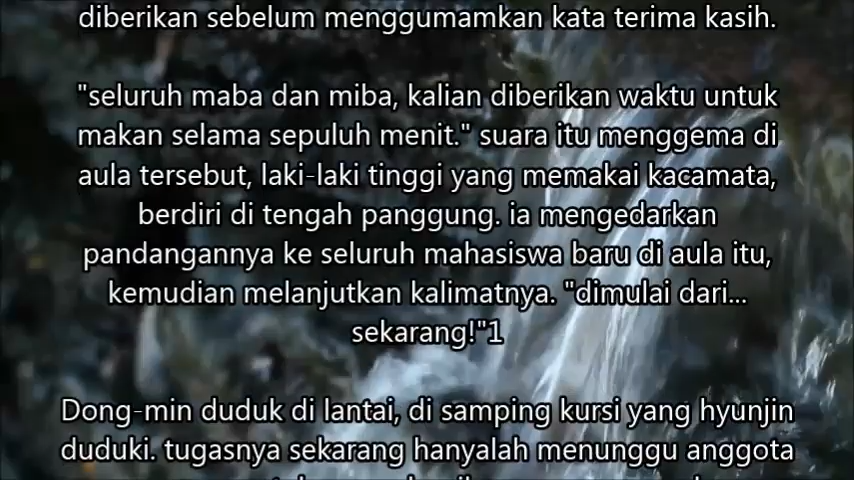 diberikan sebelum menggumamkan kata terima kasih.
"seluruh maba dan miba, kalian diberikan waktu untuk
makan selama sepuluh menit." suara itu menggema di
aula tersebut, laki-laki tinggi yang memakai kacamata,
berdiri di tengah panggung. ia mengedarkan
pandangannya ke seluruh mahasiswa baru di aula itu,
kemudian melanjutkan kalimatnya. "dimulai dari...
sekarang!"1
Dong-min duduk di lantai, di samping kursi yang hyunjin
duduki. tugasnya sekarang hanyalah menunggu anggota